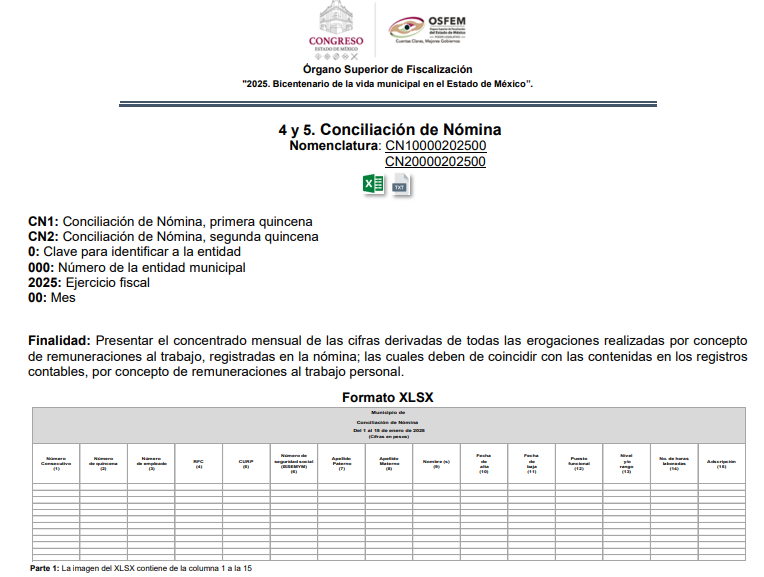 CONGRESO
ESTADO DE MÉXICO
OSFEM
Cuentas Claras, Mejores Gobiernos
Órgano Superior de Fiscalización
"2025. Bicentenario de la vida municipal en el Estado de México".
4 y 5. Conciliación de Nómina
Nomenclatura: CN10000202500
CN20000202500
TXT
CN1: Conciliación de Nómina, primera quincena
CN2: Conciliación de Nómina, segunda quincena
0: Clave para identificar a la entidad
000: Número de la entidad municipal
2025: Ejercicio fiscal
00: Mes
Finalidad: Presentar el concentrado mensual de las cifras derivadas de todas las erogaciones realizadas por concepto
de remuneraciones al trabajo, registradas en la nómina; las cuales deben de coincidir con las contenidas en los registros
contables, por concepto de remuneraciones al trabajo personal.
Formato XLSX
Municipio de
Conciliación de Nómina
(Cifras en pesos)
Número Consecutivo (1)
Número de quincena (2)
Número de empleado (3)
RFC (4)
CURP (5)
Número de seguridad social (ISSEMYM) (6)
Apellido Paterno (7)
Apellido Materno (8)
Nombre (s) (9)
Fecha de alta (10)
Fecha de baja (11)
Puesto funcional (12)
Nivel y/o rango (13)
No. de horas laboradas (14)
Adscripción (15)
Parte 1: La imagen del XLSX contiene de la columna 1 a la 15